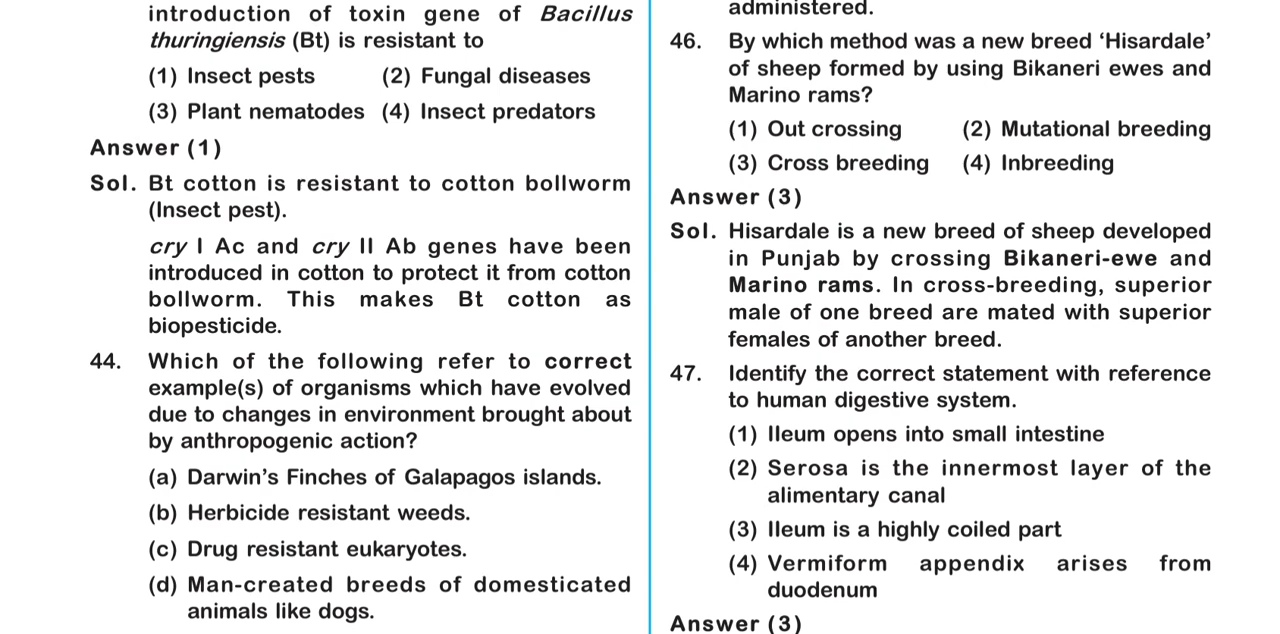 introduction of toxin gene of Bacillus
thuringiensis (Bt) is resistant to
(1) Insect pests (2) Fungal diseases
(3) Plant nematodes (4) Insect predators
Answer (1)
Sol. Bt cotton is resistant to cotton bollworm
(Insect pest).
cry I Ac and cry II Ab genes have been
introduced in cotton to protect it from cotton
bollworm. This makes Bt cotton as
biopesticide.
44. Which of the following refer to correct
example(s) of organisms which have evolved
due to changes in environment brought about
by anthropogenic action?
(a) Darwin’s Finches of Galapagos islands.
(b) Herbicide resistant weeds.
(c) Drug resistant eukaryotes.
(d) Man-created breeds of domesticated
animals like dogs.
administered.
46. By which method was a new breed ‘Hisardale’
of sheep formed by using Bikaneri ewes and
Marino rams?
(1) Out crossing (2) Mutational breeding
(3) Cross breeding (4) Inbreeding
Answer (3)
Sol. Hisardale is a new breed of sheep developed
in Punjab by crossing Bikaneri-ewe and
Marino rams. In cross-breeding, superior
male of one breed are mated with superior
females of another breed.
47. Identify the correct statement with reference
to human digestive system.
(1) Ileum opens into small intestine
(2) Serosa is the innermost layer of the
alimentary canal
(3) Ileum is a highly coiled part
(4) Vermiform appendix arises from
duodenum
Answer (3)